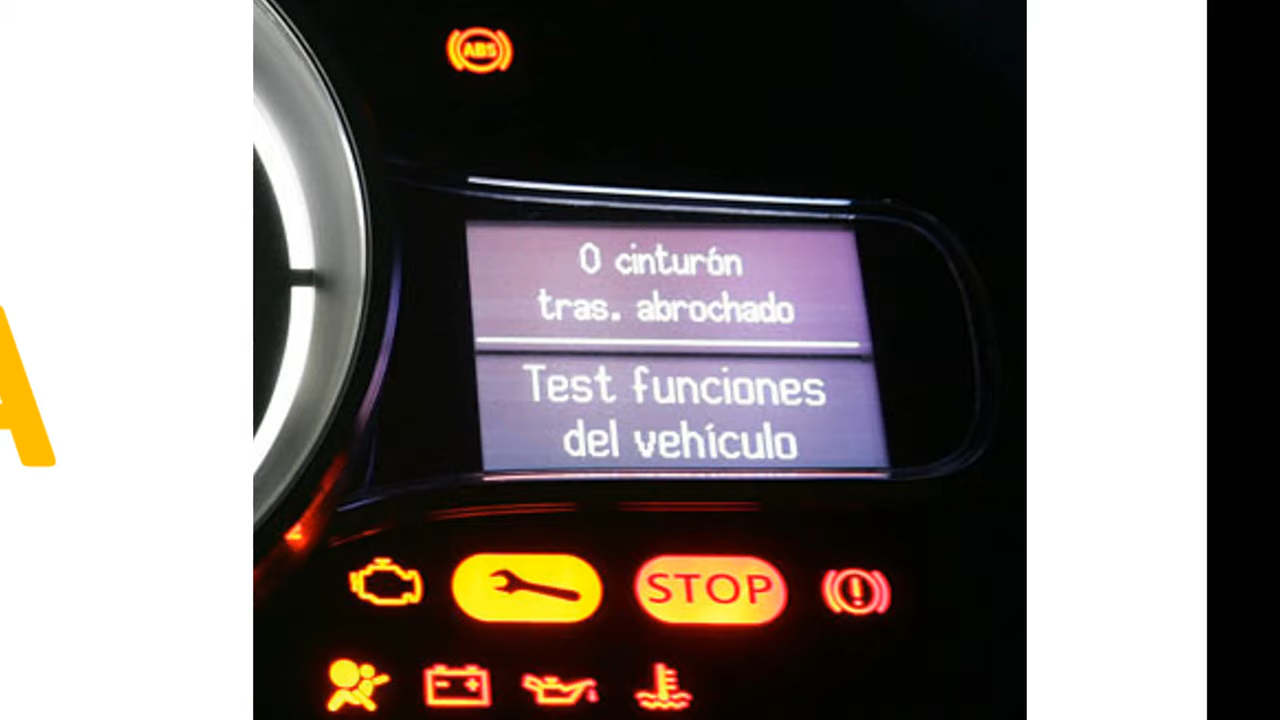 ABS
0 cinturón
tras. abrochado
Test funciones
del vehículo
STOP
A